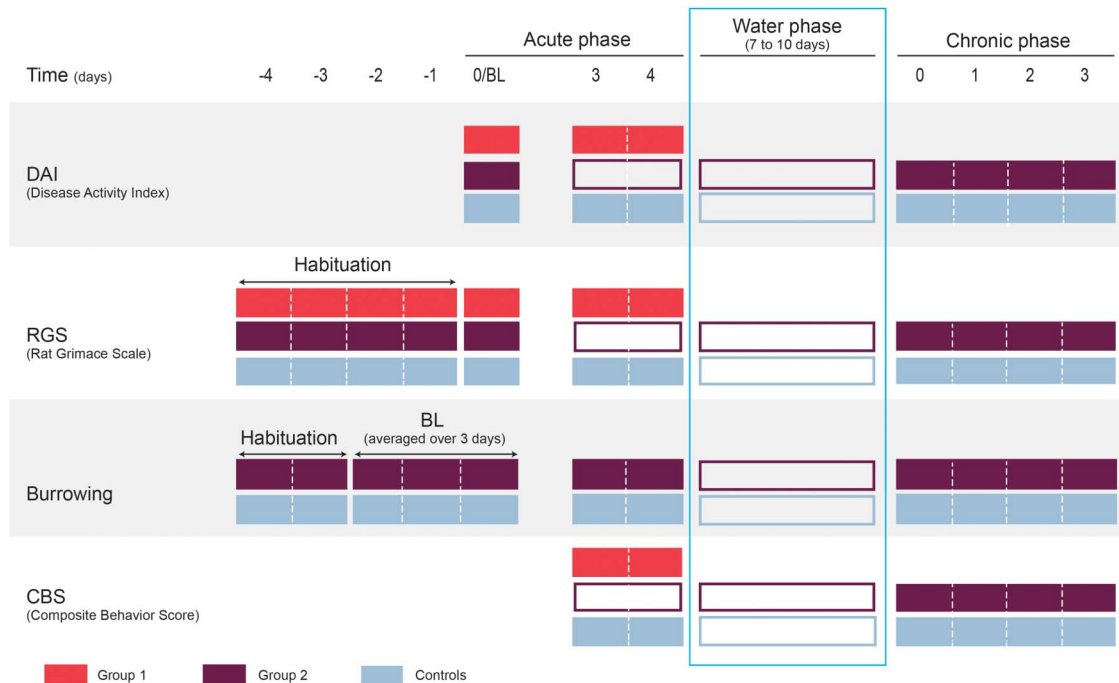 Acute phase
Water phase
(7 to 10 days)
Chronic phase
Time (days) -4 -3 -2 -1 0/BL 3 4 0 1 2 3
DAI
(Disease Activity Index)
Habituation
RGS
(Rat Grimace Scale)
Habituation
BL
(averaged over 3 days)
Burrowing
CBS
(Composite Behavior Score)
Group 1 Group 2 Controls